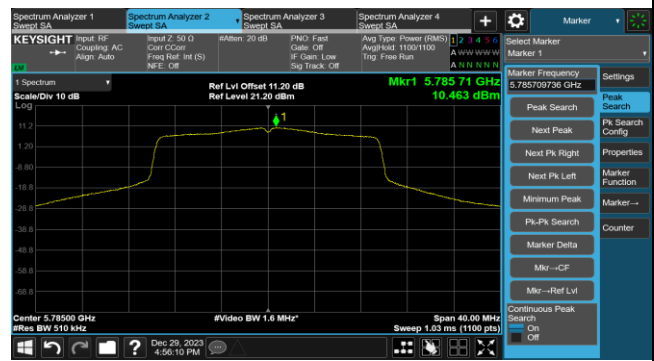 Spectrum Analyzer 1
Swept SA
Spectrum Analyzer 2
Swept SA
Spectrum Analyzer 3
Swept SA
Spectrum Analyzer 4
Swept SA
+
Marker
KEYSIGHT
Input: RF
Coupling: AC
Align: Auto
Input Z: 50 Ω
Corr CCorr
Freq Ref: Int (S)
NFE: Off
#Atten: 20 dB
PNO: Fast
Gate: Off
IF Gain: Low
Sig Track: Off
Avg Type: Power (RMS)
Avg|Hold: 1100/1100
Trig: Free Run
1 2 3 4 5 6
A W W W W W
A N N N N N
Select Marker
Marker 1
1 Spectrum
Scale/Div 10 dB
Ref Lvl Offset 11.20 dB
Ref Level 21.20 dBm
Mkr1 5.785 71 GHz
10.463 dBm
Log
1
11.2
1.20
-8.80
-18.8
-28.8
-38.8
-48.8
-58.8
-68.8
Center 5.78500 GHz
#Res BW 510 kHz
#Video BW 1.6 MHz*
Span 40.00 MHz
Sweep 1.03 ms (1100 pts)
Marker Frequency
5.785709736 GHz
Peak Search
Next Peak
Next Pk Right
Next Pk Left
Minimum Peak
Pk-Pk Search
Marker Delta
Mkr→CF
Mkr→Ref Lvl
Continuous Peak
Search
On
Off
Settings
Peak
Search
Pk Search
Config
Properties
Marker
Function
Marker→
Counter
?
Dec 29, 2023
4:56:10 PM